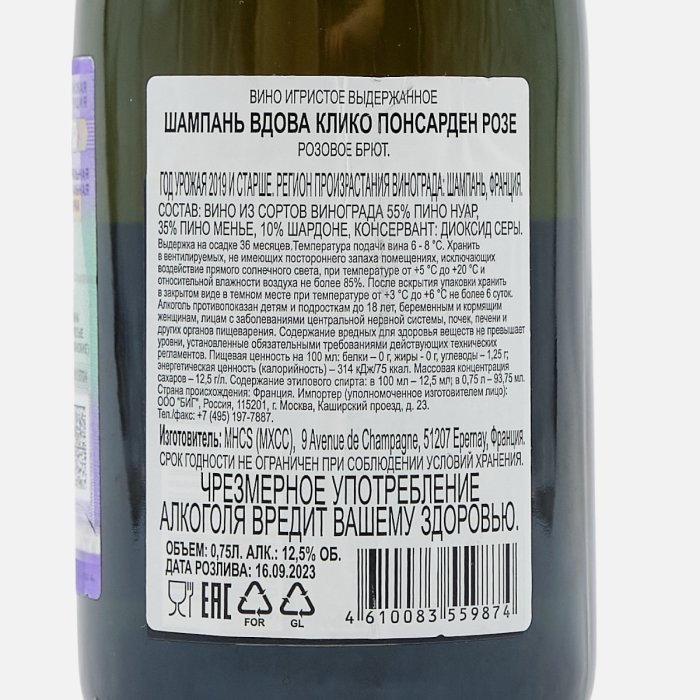 ВИНО ИГРИСТОЕ ВЫДЕРЖАННОЕ
ШАМПАНЬ ВДОВА КЛИКО ПОНСАРДЕН РОЗЕ
РОЗОВОЕ БРЮТ.
ГОД УРОЖАЯ 2019 И СТАРШЕ. РЕГИОН ПРОИЗРАСТАНИЯ ВИНОГРАДА: ШАМПАНЬ, ФРАНЦИЯ.
СОСТАВ: ВИНО ИЗ СОРТОВ ВИНОГРАДА 55% ПИНО НУАР,
35% ПИНО МЕНЬЕ, 10% ШАРДОНЕ, КОНСЕРВАНТ: ДИОКСИД СЕРЫ.
Выдержка на осадке 36 месяцев.Температура подачи вина 6 - 8 °С. Хранить
в вентилируемых, не имеющих постороннего запаха помещениях, исключающих
воздействие прямого солнечного света, при температуре от +5 °С до +20 °С и
относительной влажности воздуха не более 85%. После вскрытия упаковки хранить
в закрытом виде в темном месте при температуре от +3 °С до +6 °С не более 6 суток.
Алкоголь противопоказан детям и подросткам до 18 лет, беременным и кормящим
женщинам, лицам с заболеваниями центральной нервной системы, почек, печени и
других органов пищеварения. Содержание вредных для здоровья веществ не превышает
уровни, установленные обязательными требованиями действующих технических
регламентов. Пищевая ценность на 100 мл: белки – 0 г, жиры - 0 г, углеводы – 1,25 г;
энергетическая ценность (калорийность) – 314 кДж/75 ккал. Массовая концентрация
сахаров – 12,5 г/л. Содержание этилового спирта: в 100 мл – 12,5 мл; в 0,75 л – 93,75 мл.
Страна происхождения: Франция. Импортер (уполномоченное изготовителем лицо):
ООО "БИГ", Россия, 115201, г. Москва, Каширский проезд, д. 23.
Тел./факс: +7 (495) 197-7887.
Изготовитель: MHCS (МХСС), 9 Avenue de Champagne, 51207 Epernay, Франция.
СРОК ГОДНОСТИ НЕ ОГРАНИЧЕН ПРИ СОБЛЮДЕНИИ УСЛОВИЙ ХРАНЕНИЯ.
ЧРЕЗМЕРНОЕ УПОТРЕБЛЕНИЕ
АЛКОГОЛЯ ВРЕДИТ ВАШЕМУ ЗДОРОВЬЮ.
ОБЪЕМ: 0,75Л. АЛК.: 12,5% ОБ.
ДАТА РОЗЛИВА: 16.09.2023
EAC
FOR
GL
4 610083 559874